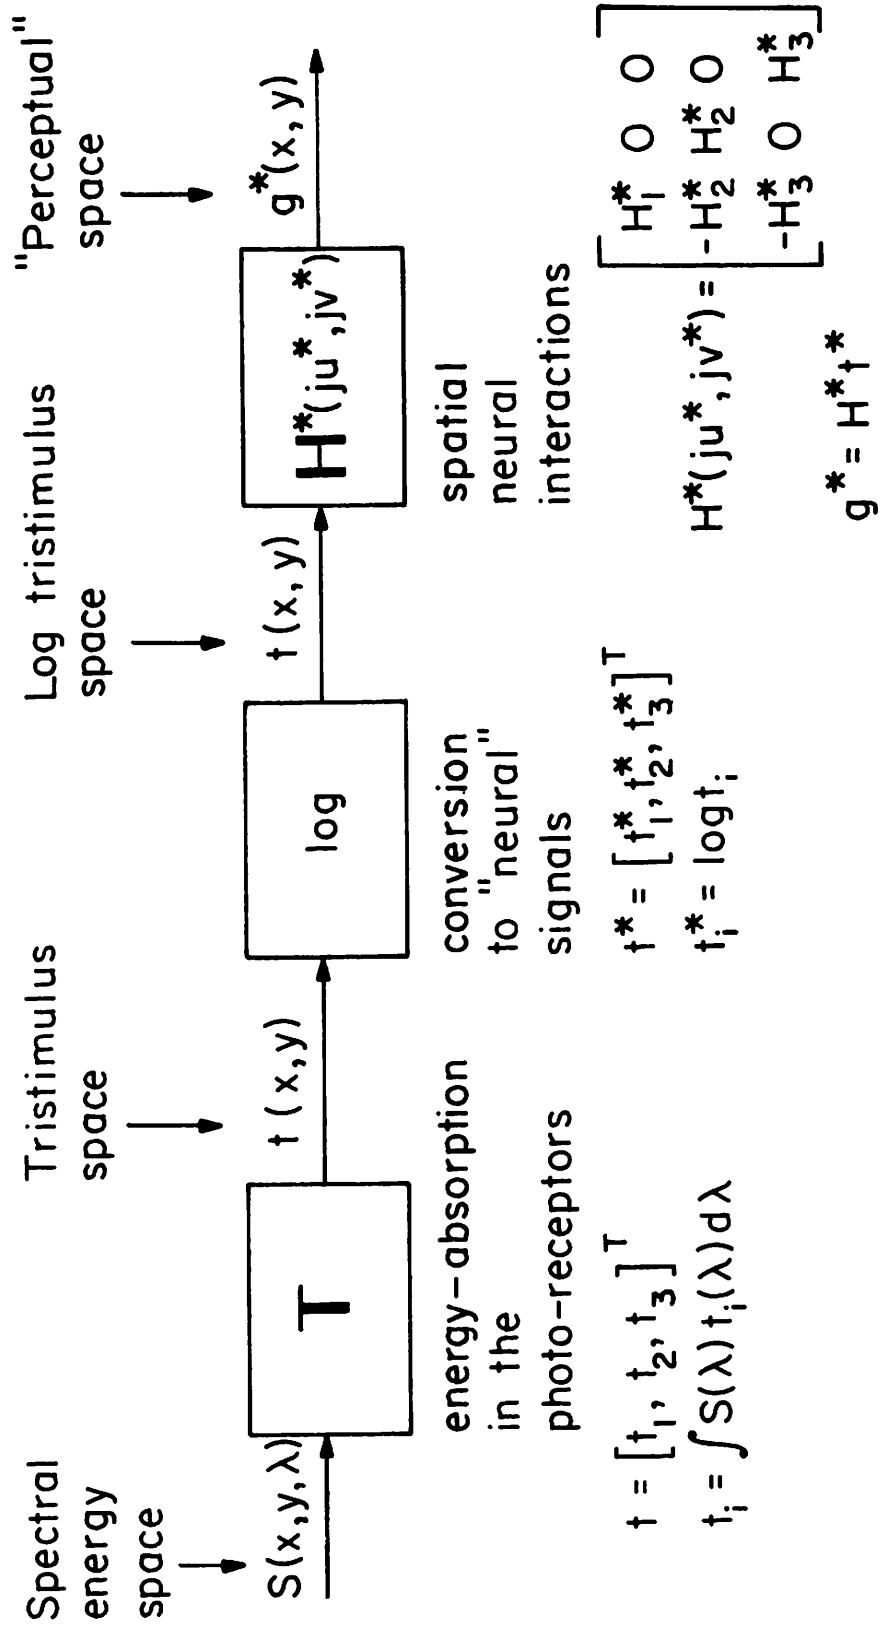 Spectral
energy
space
Tristimulus
space
Log tristimulus
space
"Perceptual"
space
S(x,y,λ)
T
t(x,y)
log
t(x,y)
H*(ju*,jv*)
g*(x,y)
energy-absorption
in the
photo-receptors
conversion
to "neural"
signals
spatial
neural
interactions
t = [t₁, t₂, t₃]ᵀ
tᵢ = ∫S(λ) tᵢ(λ)dλ
t* = [t₁*, t₂*, t₃*]ᵀ
tᵢ* = log tᵢ
H₁* 0 0
H*(ju*,jv*) = -H₂* H₂* 0
-H₃* 0 H₃*
g* = H*t*